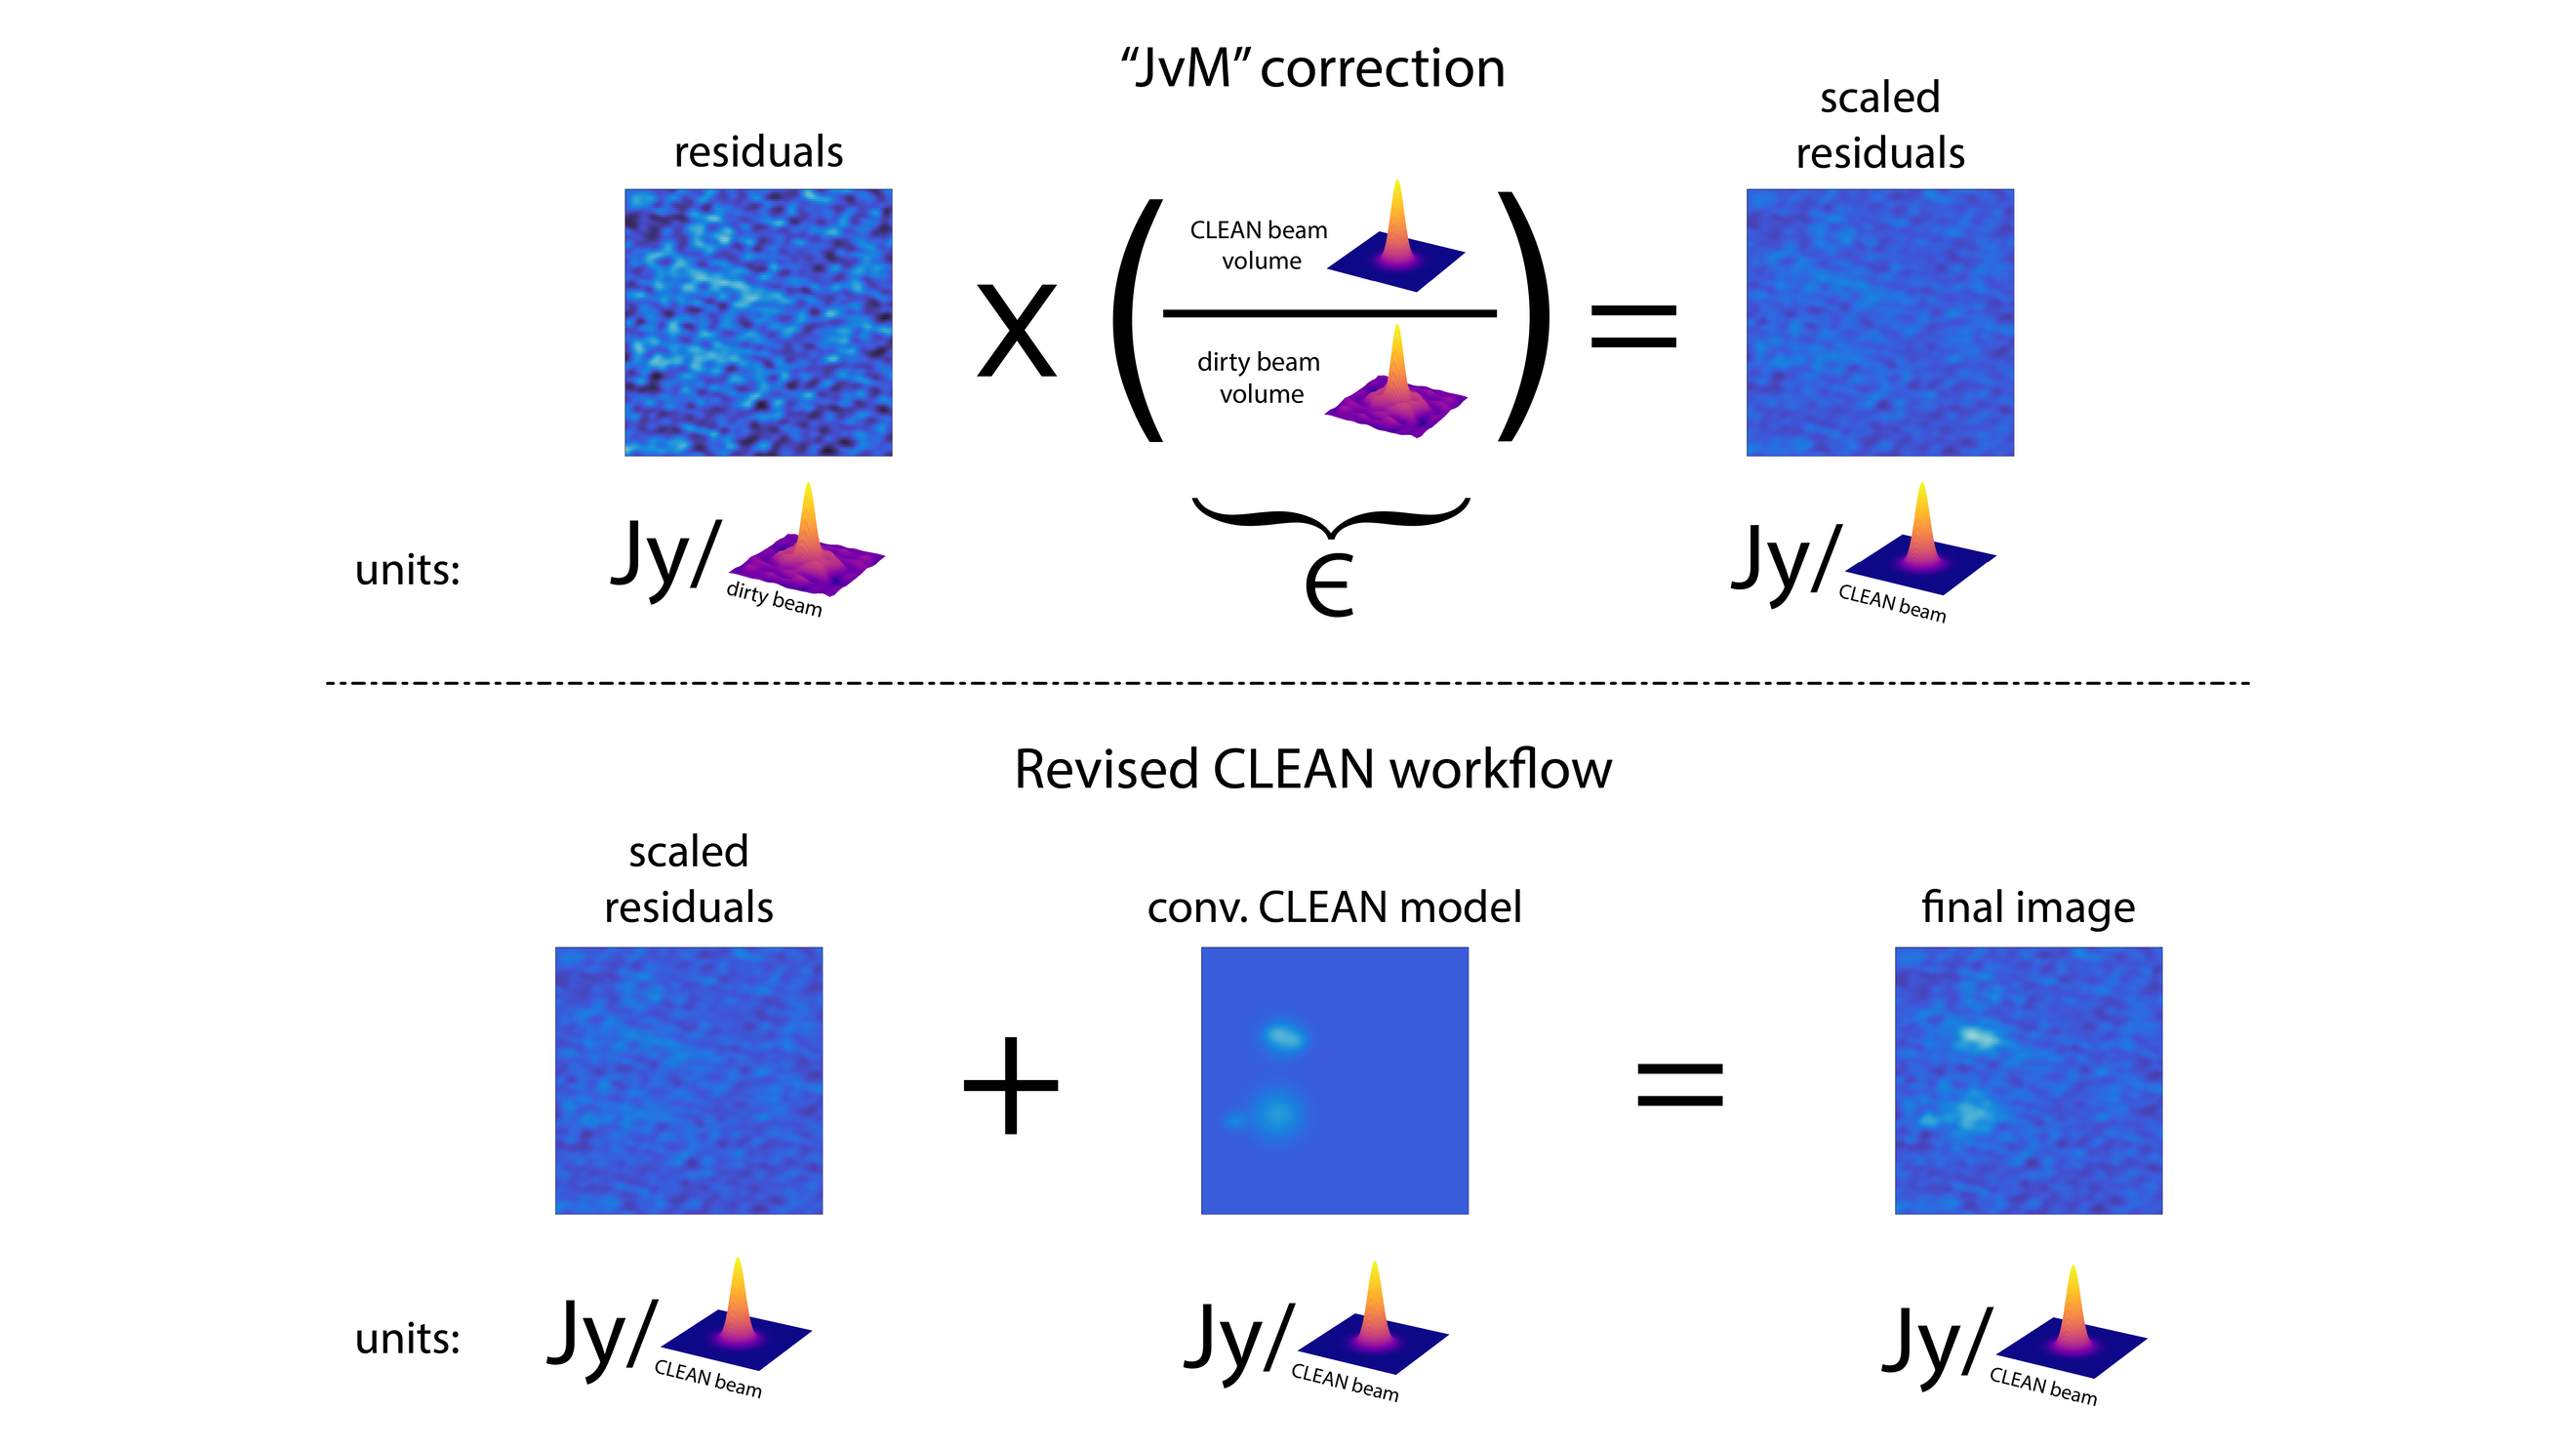 “JvM” correction
residuals
scaled
residuals
x
(
CLEAN beam
volume
dirty beam
volume
)
=
units:
Jy/
dirty beam
ϵ
Jy/
CLEAN beam
Revised CLEAN workflow
scaled
residuals
conv. CLEAN model
final image
+
=
units:
Jy/
CLEAN beam
Jy/
CLEAN beam
Jy/
CLEAN beam